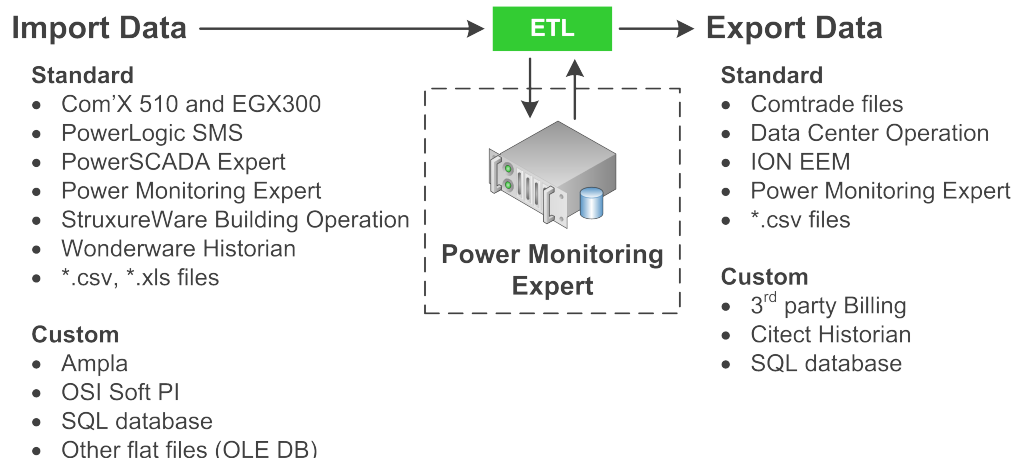 Import Data
ETL
Export Data
Standard
• Com'X 510 and EGX300
• PowerLogic SMS
• PowerSCADA Expert
• Power Monitoring Expert
• StruxureWare Building Operation
• Wonderware Historian
• *.csv, *.xls files
Custom
• Ampla
• OSI Soft PI
• SQL database
• Other flat files (OLE DB)
Power Monitoring
Expert
Standard
• Comtrade files
• Data Center Operation
• ION EEM
• Power Monitoring Expert
• *.csv files
Custom
• 3rd party Billing
• Citect Historian
• SQL database